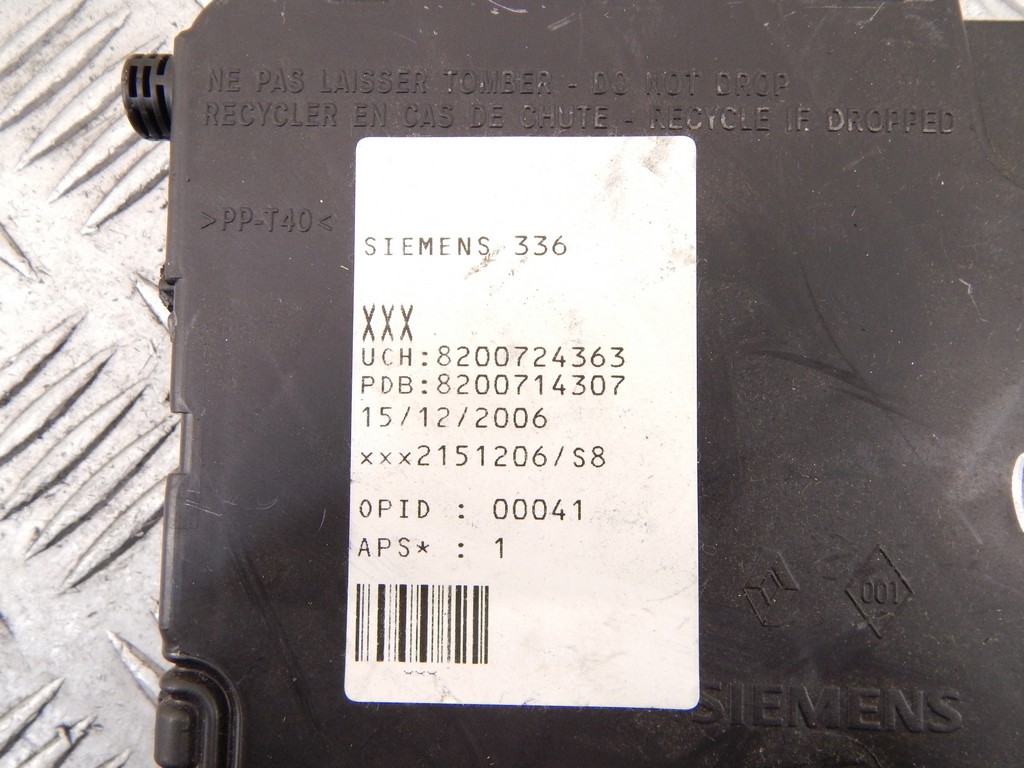 NE PAS LAISSER TOMBER - DO NOT DROP
RECYCLER EN CAS DE CHUTE - RECYCLE IF DROPPED
>PP-T40<
SIEMENS 336
XXX
UCH:8200724363
PDB:8200714307
15/12/2006
xxx2151206/S8
OPID : 00041
APS* : 1
001
SIEMENS